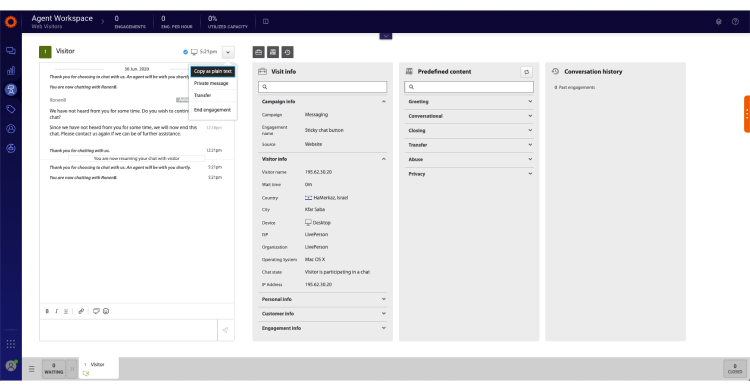 Agent Workspace
Web Visitors
0
ENGAGEMENTS
0
ENG. PER HOUR
0%
UTILIZED CAPACITY
1 Visitor 5:21pm
Copy as plain text
Private message
Transfer
End engagement
30 Jun. 2020
Thank you for choosing to chat with us. An agent will be with you shortly.
You are now chatting with RonenB.
RonenB
We have not heard from you for some time. Do you wish to contin
chat?
Since we have not heard from you for some time, we will now end this
chat. Please contact us again if we can be of further assistance.
Thank you for chatting with us. 12:21pm
You are now resuming your chat with visitor
Thank you for choosing to chat with us. An agent will be with you shortly. 5:21pm
You are now chatting with RonenB. 5:21pm
B I
Visit info
Campaign info
Campaign Messaging
Engagement name Sticky chat button
Source Website
Visitor info
Visitor name 195.62.30.20
Wait time 0m
Country HaMerkaz, Israel
City Kfar Saba
Device Desktop
ISP LivePerson
Organization LivePerson
Operating System Mac OS X
Chat state Visitor is participating in a chat
IP Address 195.62.30.20
Personal Info
Customer Info
Engagement Info
Predefined content
Greeting
Conversational
Closing
Transfer
Abuse
Privacy
Conversation history
0 Past engagements
0
WAITING
1 Visitor
0
CLOSED